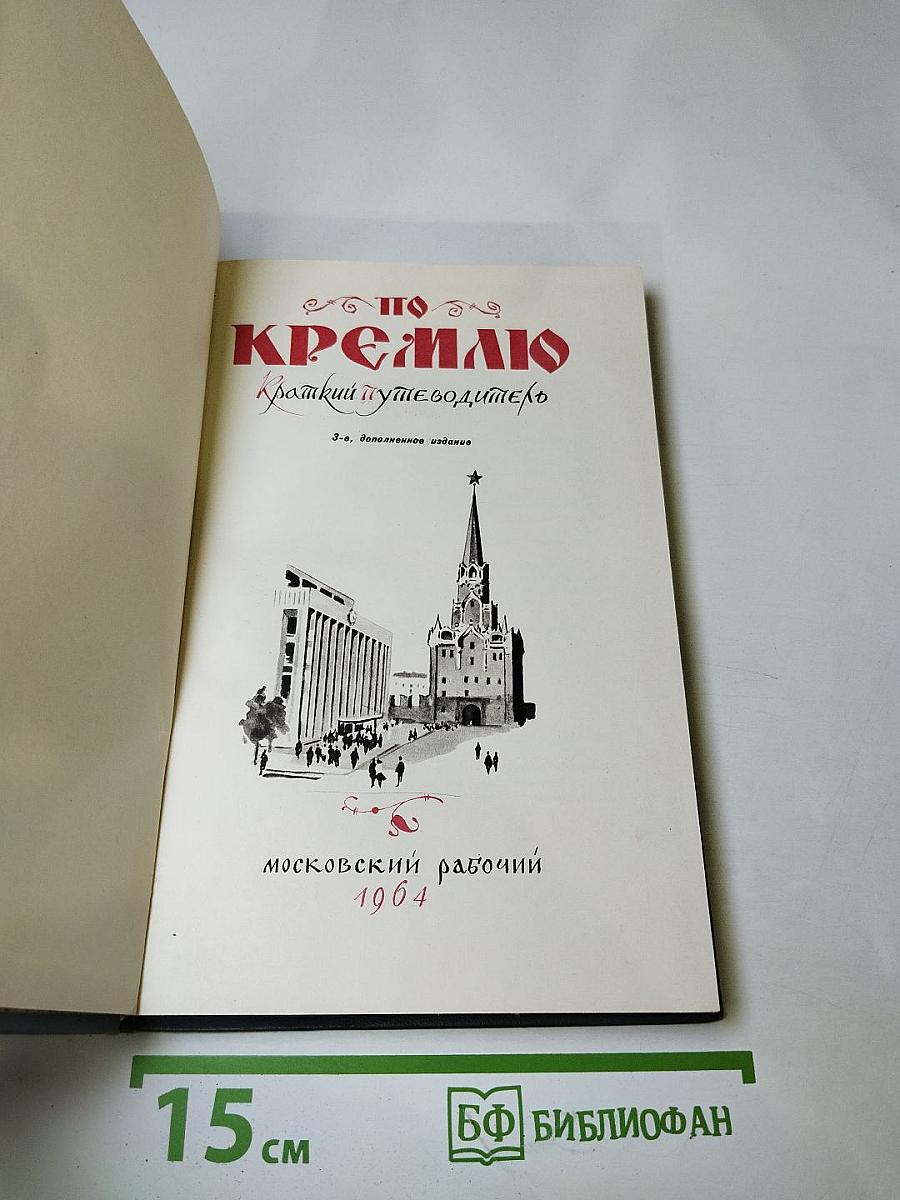 ПО
КРЕМЛЮ
Краткий путеводитель
3-е, дополненное издание
МОСКОВСКИЙ РАБОЧИЙ
1964
15 см
БФ БИБЛИОФАН